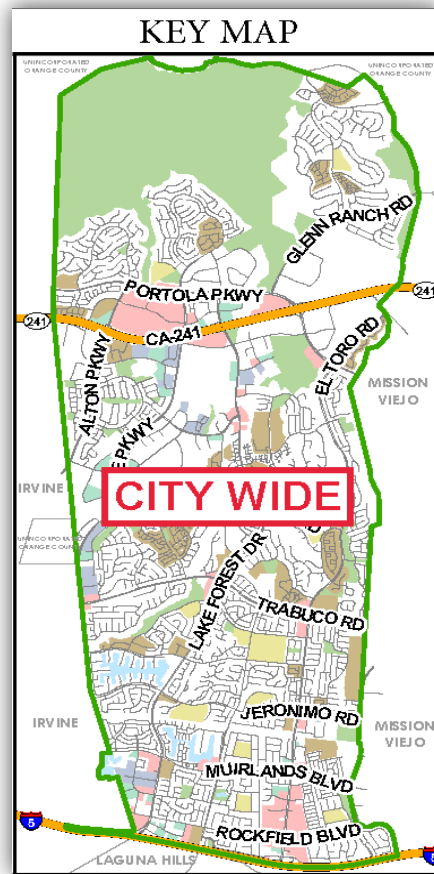 KEY MAP
UNINCORPORATED
ORANGE COUNTY
UNINCORPORATED
ORANGE COUNTY
GLENN RANCH RD
PORTOLA PKWY
241
241
CA-241
EL TORO RD
ALTON PKWY
MISSION
VIEJO
E PKWY
IRVINE
CITY WIDE
UNINCORPORATED
ORANGE COUNTY
LAKE FOREST DR
TRABUCO RD
IRVINE
JERONIMO RD
MISSION
VIEJO
MUIRLANDS BLVD
5
ROCKFIELD BLVD
LAGUNA HILLS
5